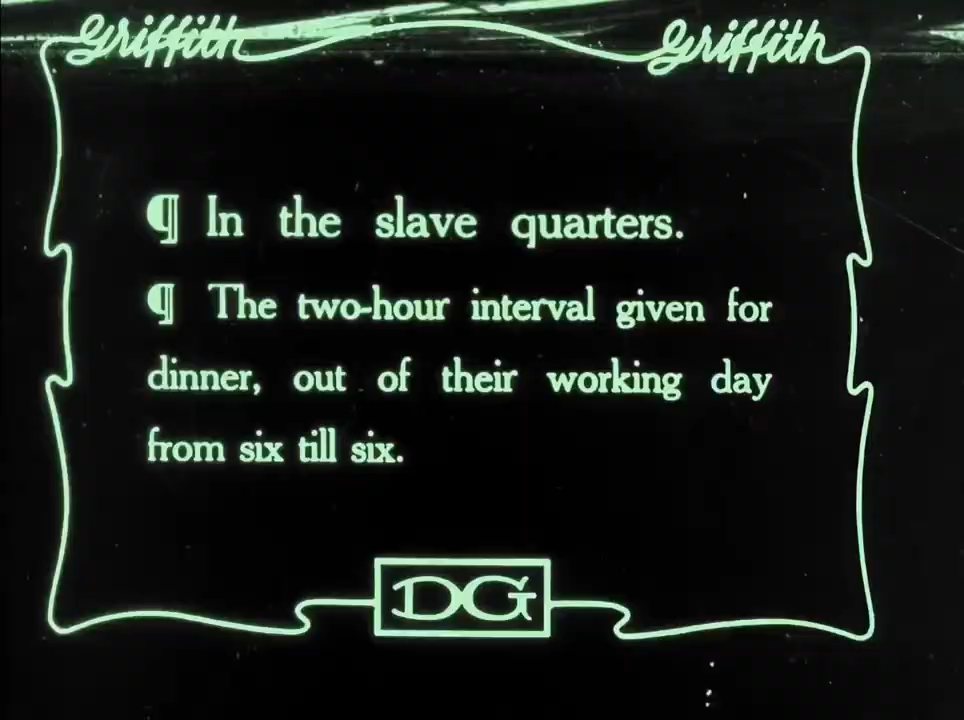 Griffith Griffith
¶ In the slave quarters.
¶ The two-hour interval given for
dinner, out of their working day
from six till six.
DG